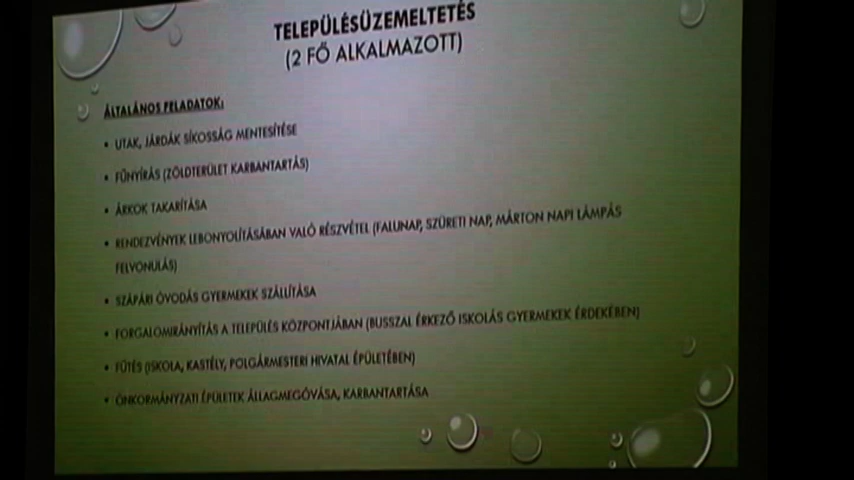 TELEPÜLÉSÜZEMELTETÉS
(2 FŐ ALKALMAZOTT)
ÁLTALÁNOS FELADATOK:
• UTAK, JÁRDÁK SÍKOSSÁG MENTESÍTÉSE
• FŰNYÍRÁS (ZÖLDTERÜLET KARBANTARTÁS)
• ÁRKOK TAKARÍTÁSA
• RENDEZVÉNYEK LEBONYOLÍTÁSÁBAN VALÓ RÉSZVÉTEL (FALUNAP, SZÜRETI NAP, MÁRTON NAPI LÁMPÁS
FELVONULÁS)
• SZÁPÁRI ÓVODÁS GYERMEKEK SZÁLLÍTÁSA
• FORGALOMIRÁNYÍTÁS A TELEPÜLÉS KÖZPONTJÁBAN (BUSSZAL ÉRKEZŐ ISKOLÁS GYERMEKEK ÉRDEKÉBEN)
• FŰTÉS (ISKOLA, KASTÉLY, POLGÁRMESTERI HIVATAL ÉPÜLETÉBEN)
• ÖNKORMÁNYZATI ÉPÜLETEK ÁLLAGMEGÓVÁSA, KARBANTARTÁSA